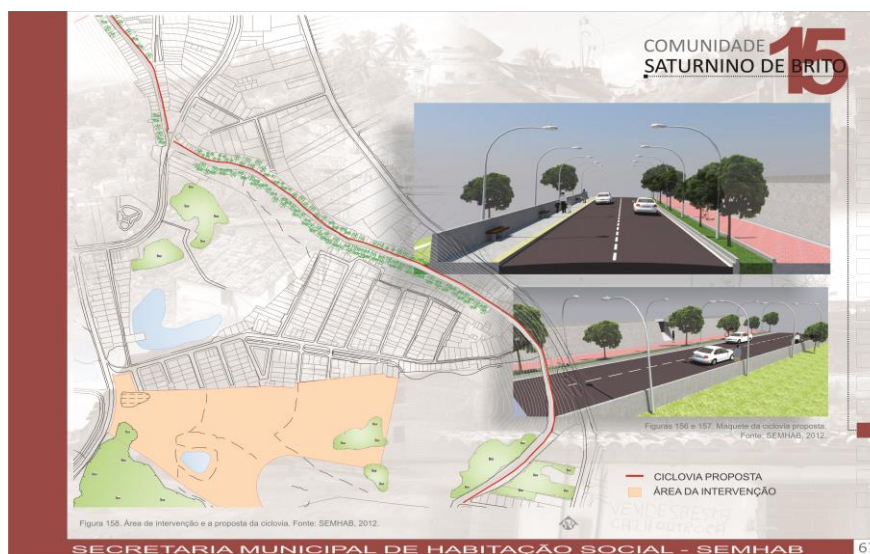 COMUNIDADE 15
SATURNINO DE BRITO
Figuras 156 e 157. Maquete da ciclovia proposta.
Fonte: SEMHAB, 2012.
CICLOVIA PROPOSTA
ÁREA DA INTERVENÇÃO
Figura 158. Área de intervenção e a proposta da ciclovia. Fonte: SEMHAB, 2012.
SECRETARIA MUNICIPAL DE HABITAÇÃO SOCIAL - SEMHAB